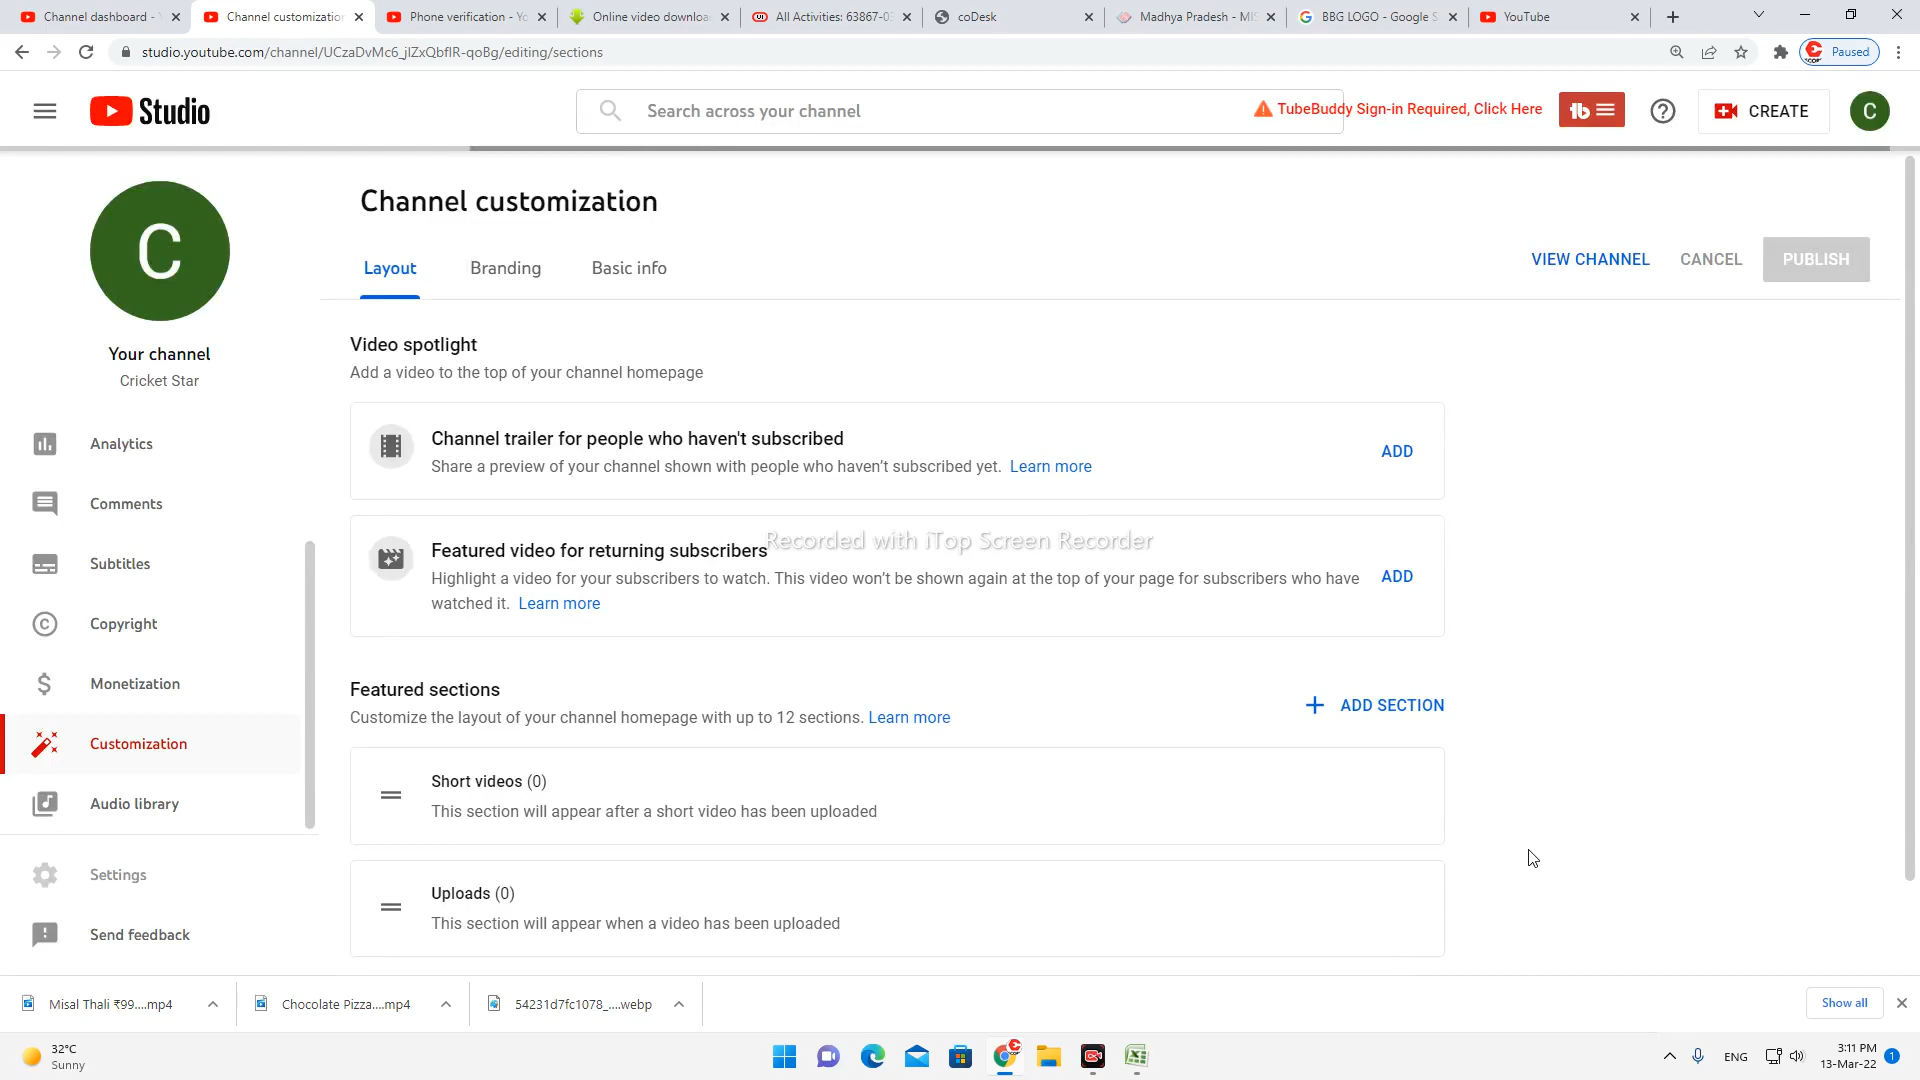 Channel dashboard - Y
Channel customization
Phone verification - Yo
Online video downloa
All Activities: 63867-03
coDesk
Madhya Pradesh - MIS
BBG LOGO - Google S
YouTube
studio.youtube.com/channel/UCzaDvMc6_jlZxQbflR-qoBg/editing/sections
Paused
Studio
Search across your channel
TubeBuddy Sign-in Required, Click Here
CREATE
C
C
Your channel
Cricket Star
Analytics
Comments
Subtitles
Copyright
Monetization
Customization
Audio library
Settings
Send feedback
Channel customization
Layout
Branding
Basic info
VIEW CHANNEL
CANCEL
PUBLISH
Video spotlight
Add a video to the top of your channel homepage
Channel trailer for people who haven't subscribed
Share a preview of your channel shown with people who haven’t subscribed yet. Learn more
ADD
Recorded with iTop Screen Recorder
Featured video for returning subscribers
Highlight a video for your subscribers to watch. This video won’t be shown again at the top of your page for subscribers who have
watched it. Learn more
ADD
Featured sections
Customize the layout of your channel homepage with up to 12 sections. Learn more
ADD SECTION
Short videos (0)
This section will appear after a short video has been uploaded
Uploads (0)
This section will appear when a video has been uploaded
Misal Thali ₹99....mp4
Chocolate Pizza....mp4
54231d7fc1078_....webp
Show all
32°C
Sunny
ENG
3:11 PM
13-Mar-22
1